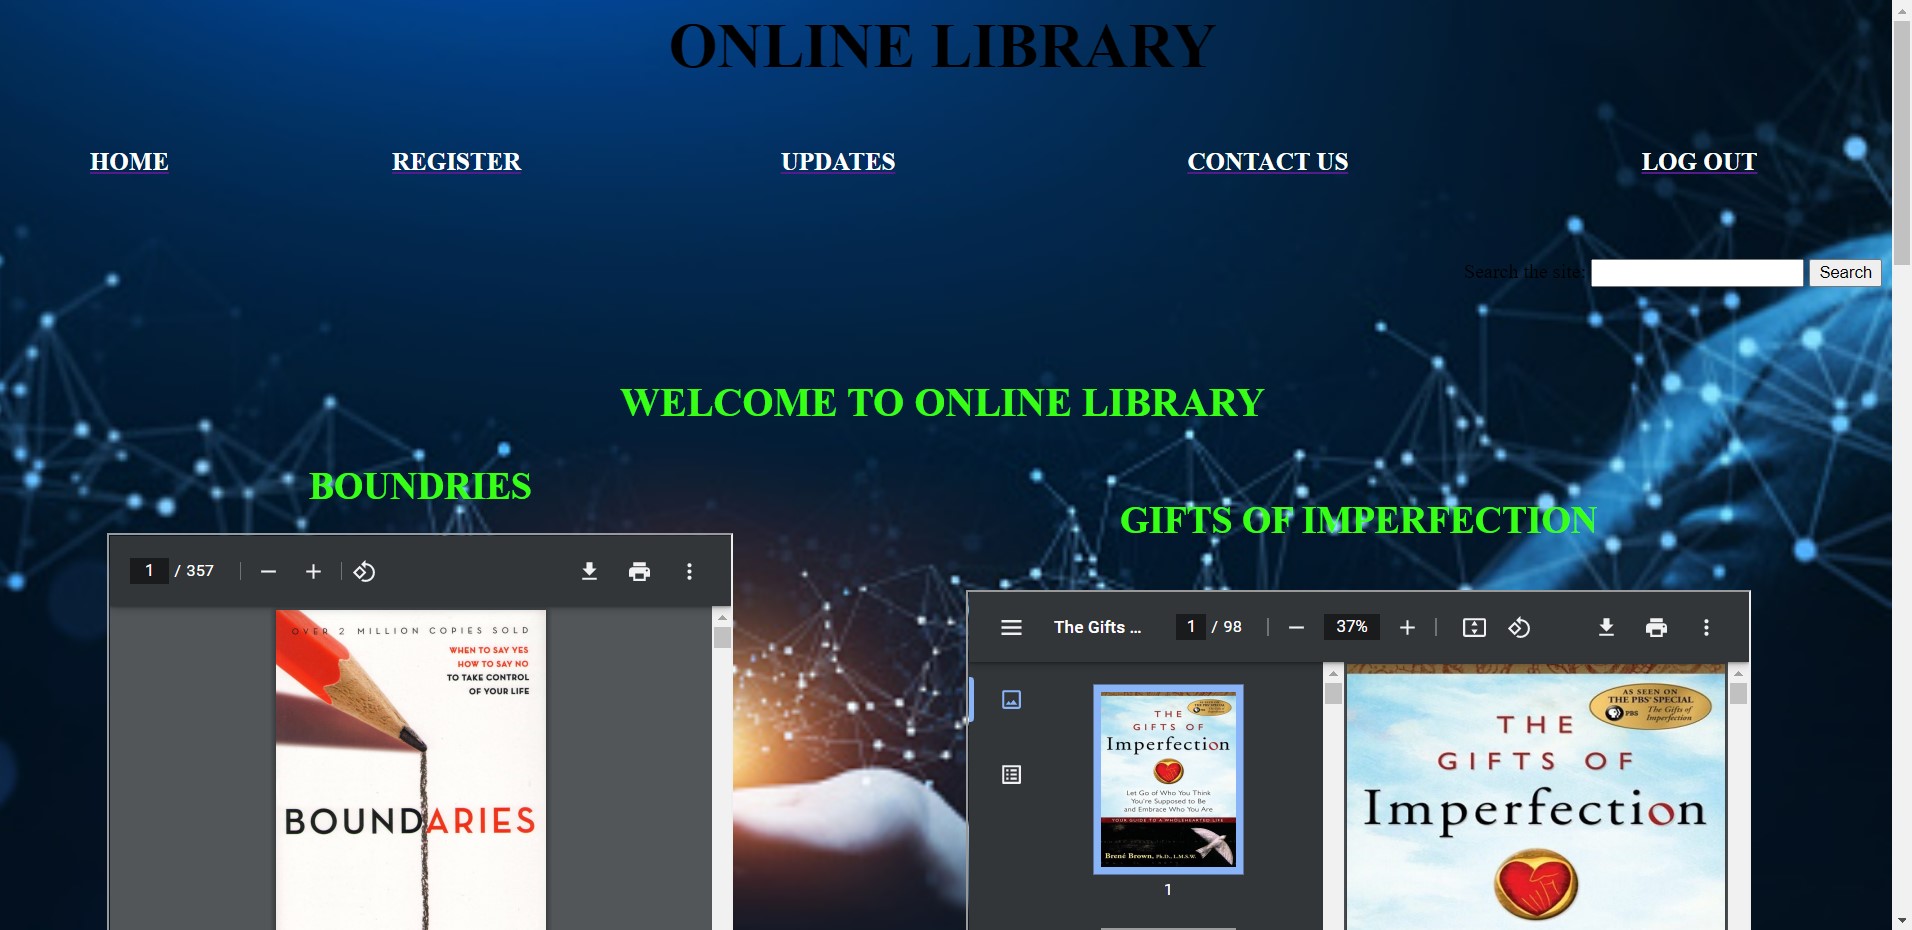 ONLINE LIBRARY
HOME REGISTER UPDATES CONTACT US LOG OUT
Search the site: Search
WELCOME TO ONLINE LIBRARY
BOUNDRIES
GIFTS OF IMPERFECTION
1 / 357
OVER 2 MILLION COPIES SOLD
WHEN TO SAY YES
HOW TO SAY NO
TO TAKE CONTROL
OF YOUR LIFE
BOUNDARIES
The Gifts ... 1 / 98 37%
THE
GIFTS OF
Imperfection
Let Go of Who You Think
You're Supposed to Be
and Embrace Who You Are
YOUR GUIDE TO A WHOLEHEARTED LIFE
Brené Brown, Ph.D., L.M.S.W.
1
AS SEEN ON
THE PBS SPECIAL
PBS The Gifts of
Imperfection
THE
GIFTS OF
Imperfection